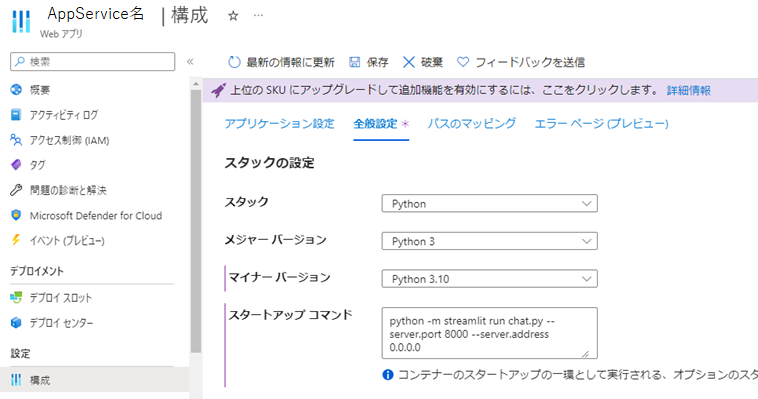 AppService名 | 構成 ☆ …
Web アプリ
検索 «
最新の情報に更新 保存 破棄 フィードバックを送信
上位の SKU にアップグレードして追加機能を有効にするには、ここをクリックします。 詳細情報
概要
アクティビティ ログ
アクセス制御 (IAM)
タグ
問題の診断と解決
Microsoft Defender for Cloud
イベント (プレビュー)
デプロイメント
デプロイ スロット
デプロイ センター
設定
構成
アプリケーション設定 全般設定 * パスのマッピング エラー ページ (プレビュー)
スタックの設定
スタック Python
メジャー バージョン Python 3
マイナー バージョン Python 3.10
スタートアップ コマンド
python -m streamlit run chat.py --
server.port 8000 --server.address
0.0.0.0
コンテナーのスタートアップの一環として実行される、オプションのスタ